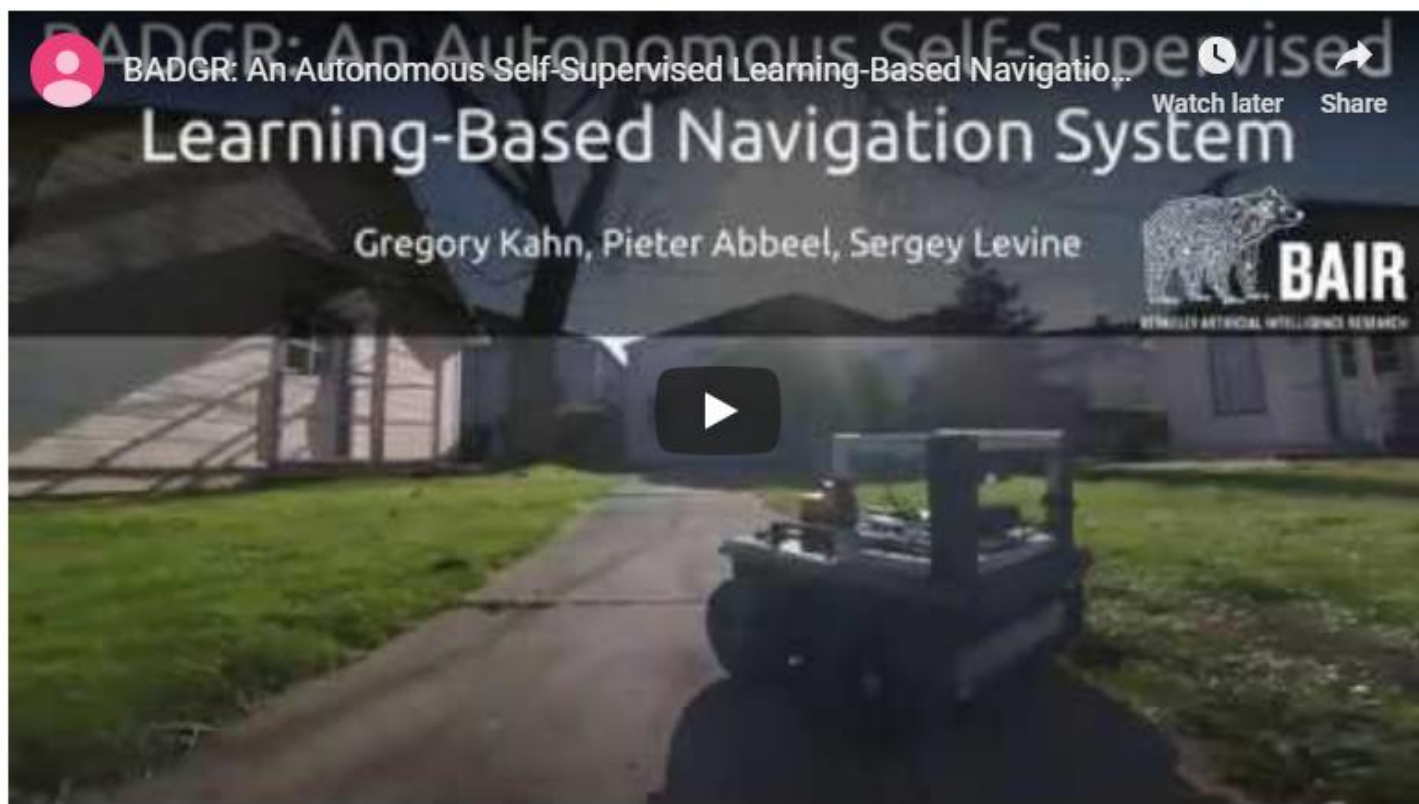 BADGR: An Autonomous Self-Supervised
Learning-Based Navigation System
BADGR: An Autonomous Self-Supervised Learning-Based Navigatio...
Watch later
Share
Gregory Kahn, Pieter Abbeel, Sergey Levine
BAIR
BERKELEY ARTIFICIAL INTELLIGENCE RESEARCH